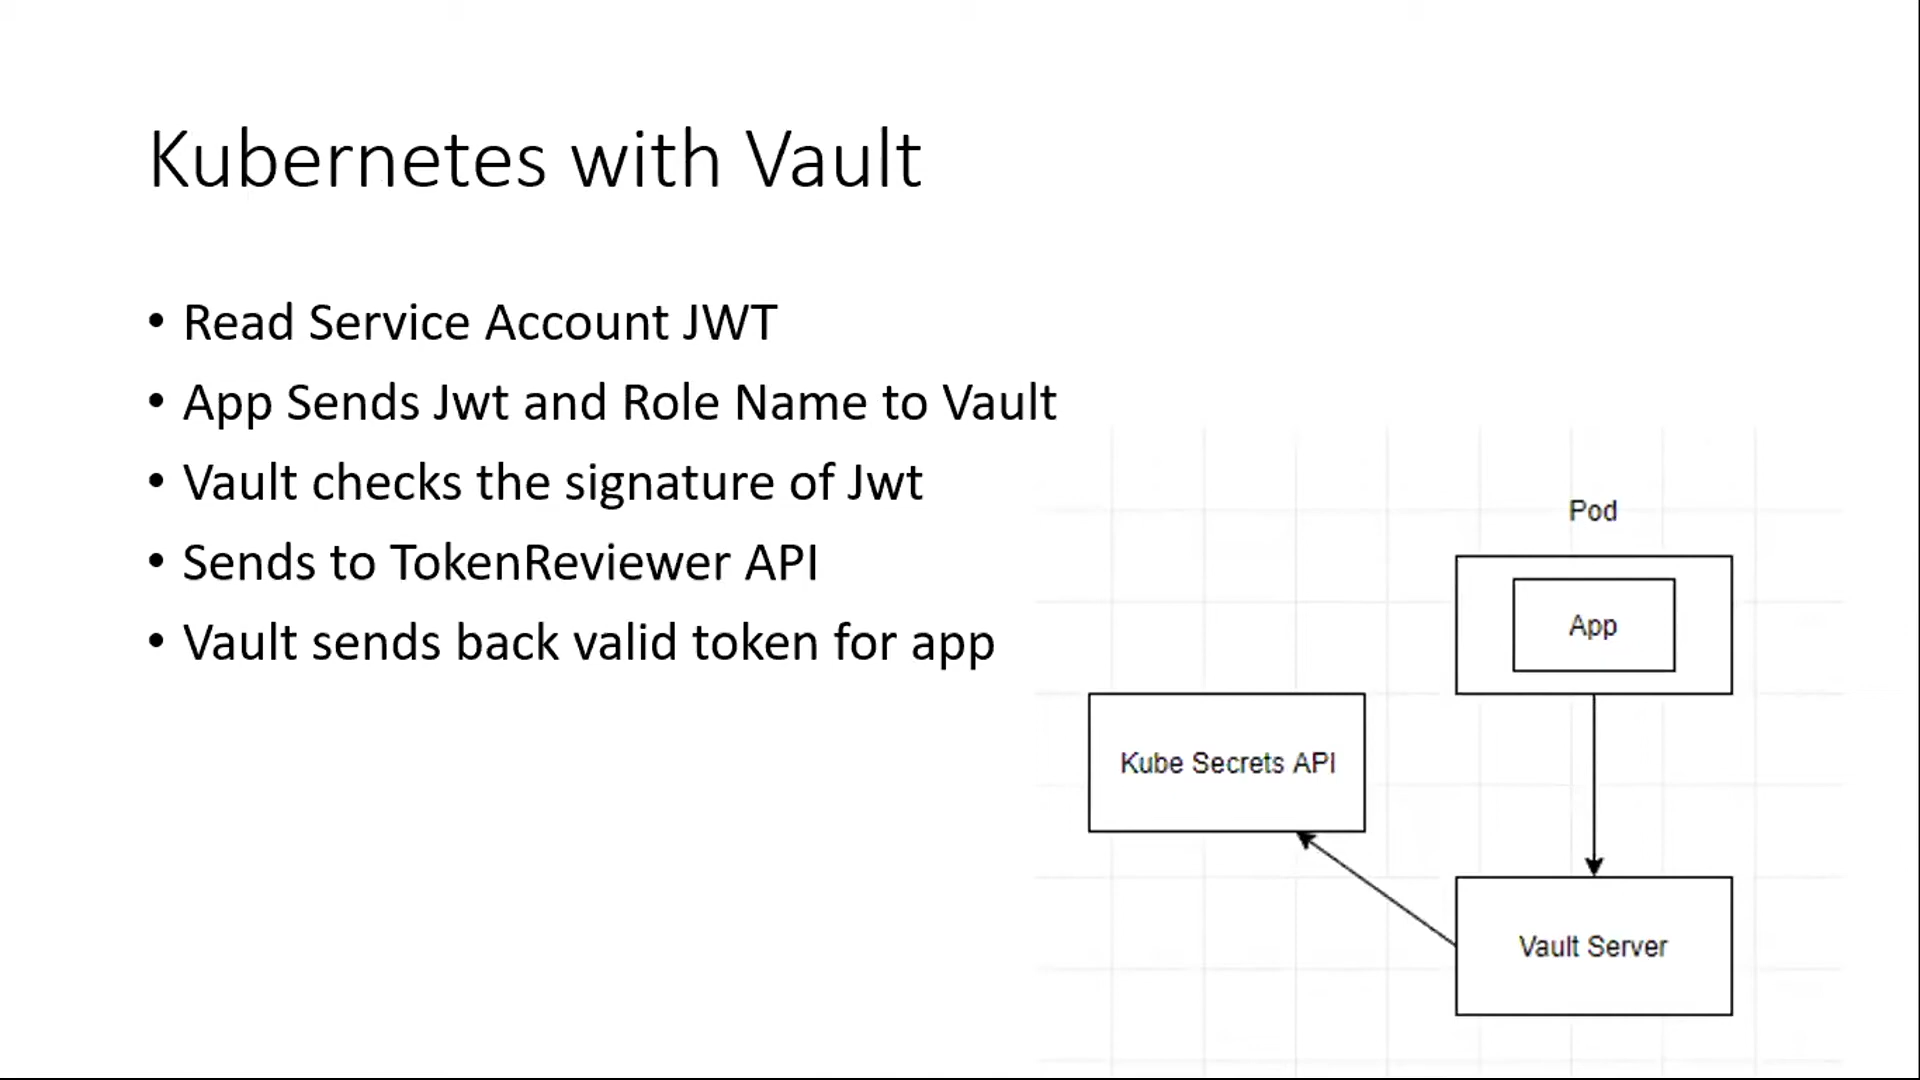 Kubernetes with Vault
• Read Service Account JWT
• App Sends Jwt and Role Name to Vault
• Vault checks the signature of Jwt
• Sends to TokenReviewer API
• Vault sends back valid token for app
Pod
App
Kube Secrets API
Vault Server